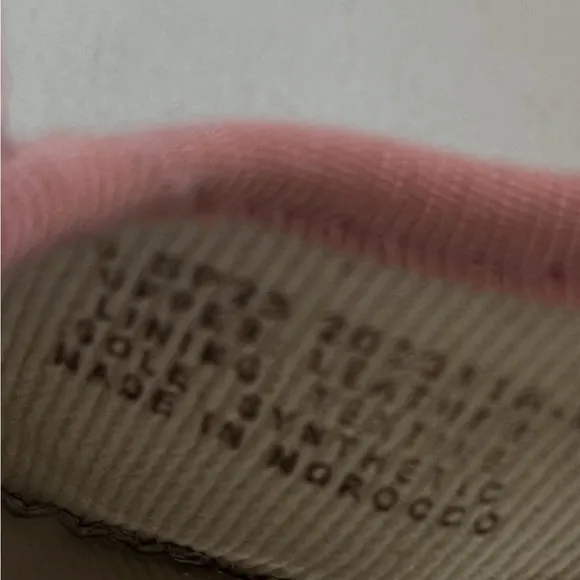 UPPER: LEATHER
LINING: TEXTILE
SOLE: SYNTHETIC
MADE IN MOROCCO